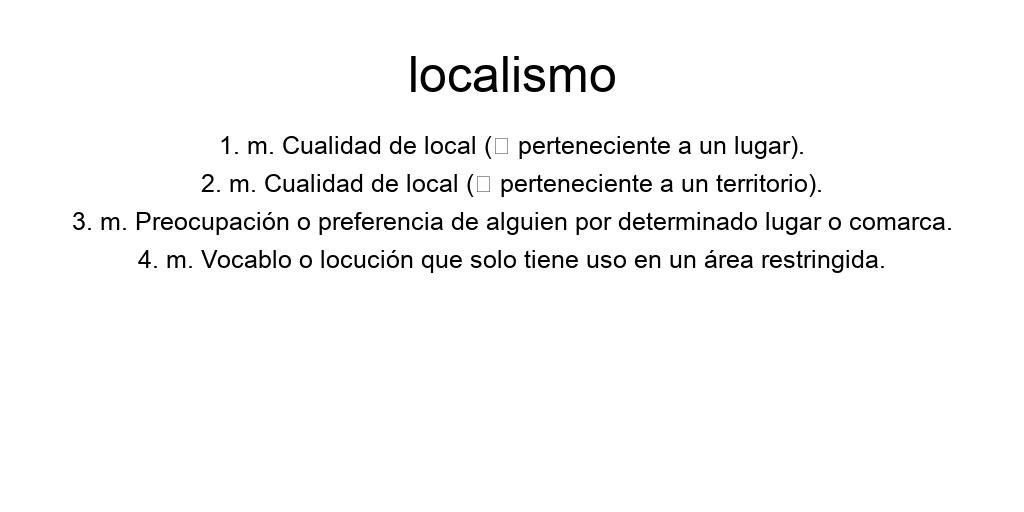 localismo
1. m. Cualidad de local (▯ perteneciente a un lugar).
2. m. Cualidad de local (▯ perteneciente a un territorio).
3. m. Preocupación o preferencia de alguien por determinado lugar o comarca.
4. m. Vocablo o locución que solo tiene uso en un área restringida.